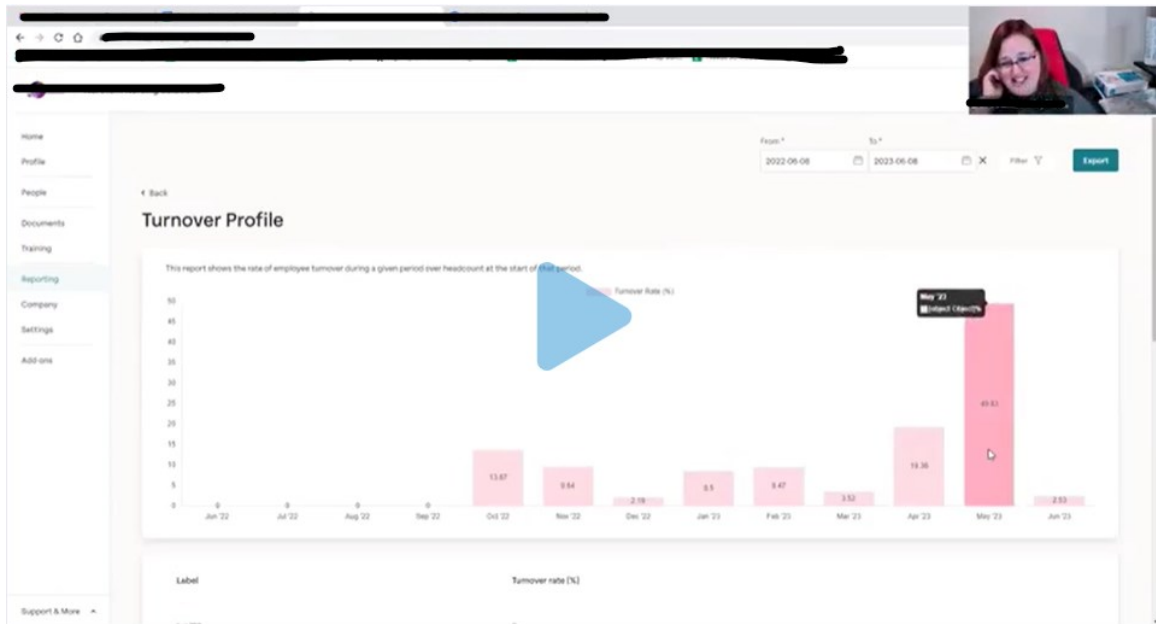 From * To *
2022-06-08 2023-06-08 Filter Export
Home
Profile
People
Documents
Training
Reporting
Company
Settings
Add-ons
Support & More
Back
Turnover Profile
This report shows the rate of employee turnover during a given period over headcount at the start of that period.
Turnover Rate (%)
May '23
[object Object]%
50
45
40
35
30
25
20
15
10
5
0
0 0 0 0 13.87 9.54 2.19 8.5 9.47 3.52 19.36 2.53
Jun '22 Jul '22 Aug '22 Sep '22 Oct '22 Nov '22 Dec '22 Jan '23 Feb '23 Mar '23 Apr '23 May '23 Jun '23
Label Turnover rate (%)